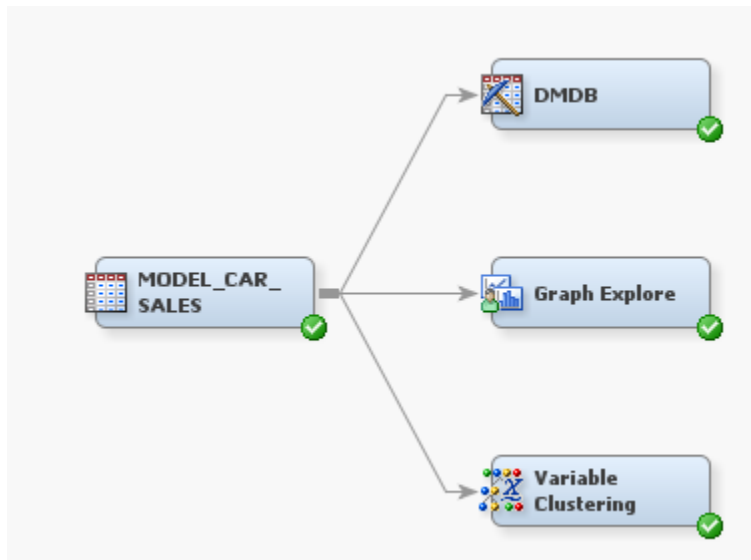 DMDB
MODEL_CAR_
SALES
Graph Explore
Variable
Clustering